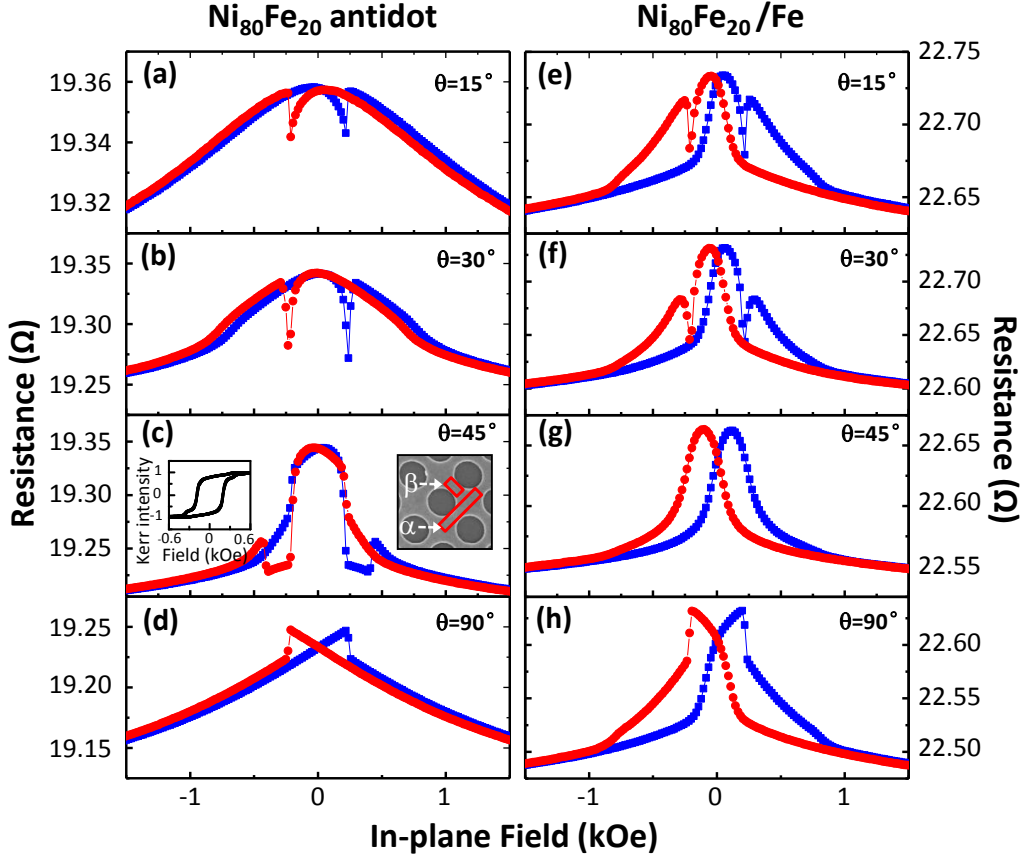 Ni80Fe20 antidot
Ni80Fe20 /Fe
Resistance (Ω)
(a)
θ=15°
19.36
19.34
19.32
(b)
θ=30°
19.35
19.30
19.25
(c)
θ=45°
19.35
19.30
19.25
Kerr intensity
1
0
-1
-0.6 0 0.6
Field (kOe)
β
α
(d)
θ=90°
19.25
19.20
19.15
-1 0 1
(e)
θ=15°
22.75
22.70
22.65
(f)
θ=30°
22.70
22.65
22.60
(g)
θ=45°
22.65
22.60
22.55
(h)
θ=90°
22.60
22.55
22.50
-1 0 1
Resistance (Ω)
In-plane Field (kOe)